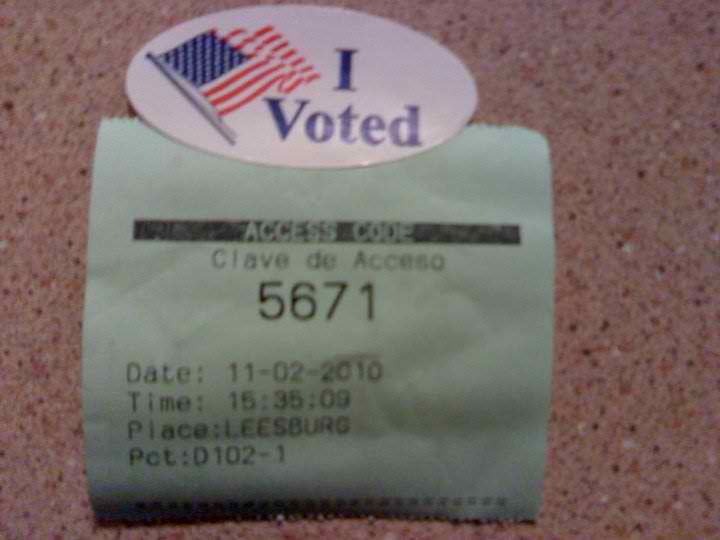 I
Voted
ACCESS CODE
Clave de Acceso
5671
Date: 11-02-2010
Time: 15:35:09
Place:LEESBURG
Pct:D102-1